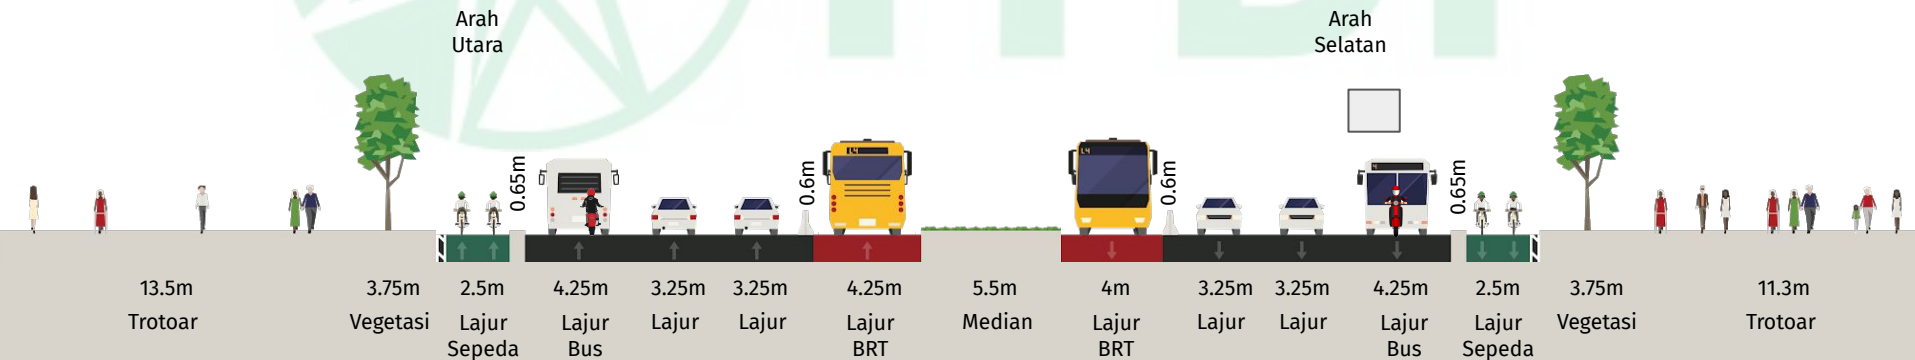 Arah
Utara
Arah
Selatan
0.65m
0.6m
0.6m
0.65m
13.5m
3.75m
2.5m
4.25m
3.25m
3.25m
4.25m
5.5m
4m
3.25m
3.25m
4.25m
2.5m
3.75m
11.3m
Trotoar
Vegetasi
Lajur
Sepeda
Lajur
Bus
Lajur
Lajur
Lajur
BRT
Median
Lajur
BRT
Lajur
Lajur
Lajur
Bus
Lajur
Sepeda
Vegetasi
Trotoar